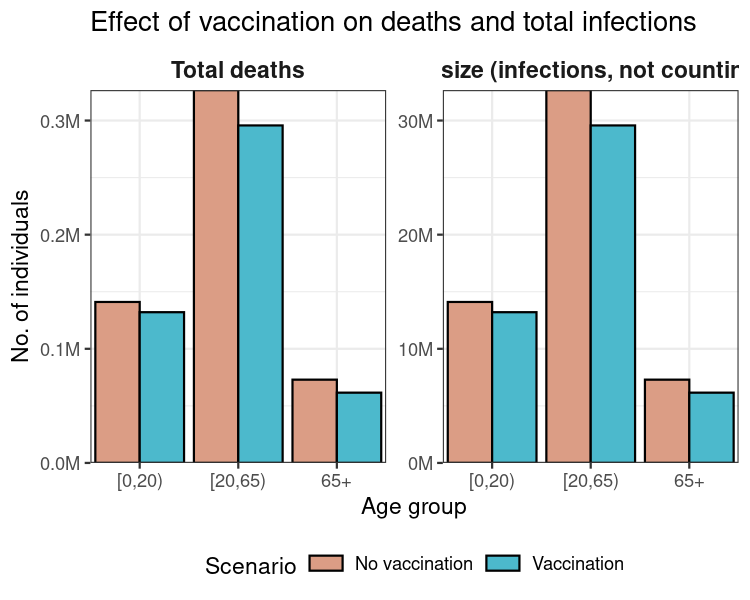 Effect of vaccination on deaths and total infections
Total deaths
size (infections, not countin
No. of individuals
0.3M
0.2M
0.1M
0.0M
30M
20M
10M
0M
[0,20)
[20,65)
65+
[0,20)
[20,65)
65+
Age group
Scenario No vaccination Vaccination